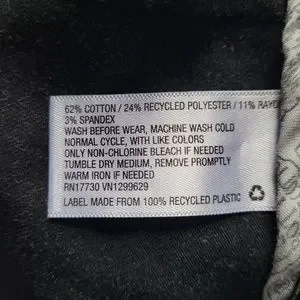 62% COTTON / 24% RECYCLED POLYESTER / 11% RAYO
3% SPANDEX
WASH BEFORE WEAR, MACHINE WASH COLD
NORMAL CYCLE, WITH LIKE COLORS
ONLY NON-CHLORINE BLEACH IF NEEDED
TUMBLE DRY MEDIUM, REMOVE PROMPTLY
WARM IRON IF NEEDED
RN17730 VN1299629
LABEL MADE FROM 100% RECYCLED PLASTIC